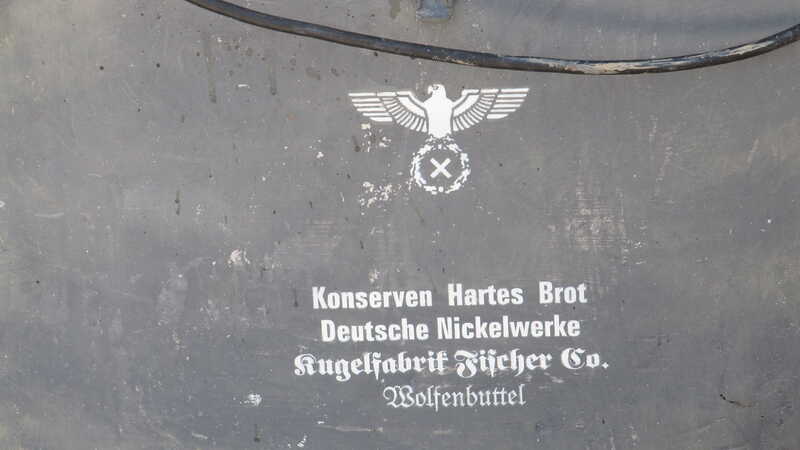 Konserven Hartes Brot
Deutsche Nickelwerke
Kugelfabrik Fischer Co.
Wolfenbuttel